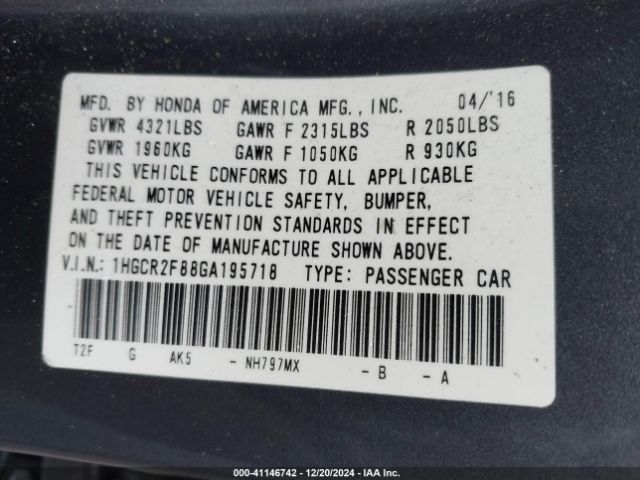 MFD. BY HONDA OF AMERICA MFG., INC. 04/'16
GVWR 4321LBS GAWR F 2315LBS R 2050LBS
GVWR 1960KG GAWR F 1050KG R 930KG
THIS VEHICLE CONFORMS TO ALL APPLICABLE
FEDERAL MOTOR VEHICLE SAFETY, BUMPER,
AND THEFT PREVENTION STANDARDS IN EFFECT
ON THE DATE OF MANUFACTURE SHOWN ABOVE.
V.I.N.: 1HGCR2F88GA195718 TYPE: PASSENGER CAR
T2F G AK5 - NH797MX - B - A
000-41146742 - 12/20/2024 - IAA Holdings, LLC.